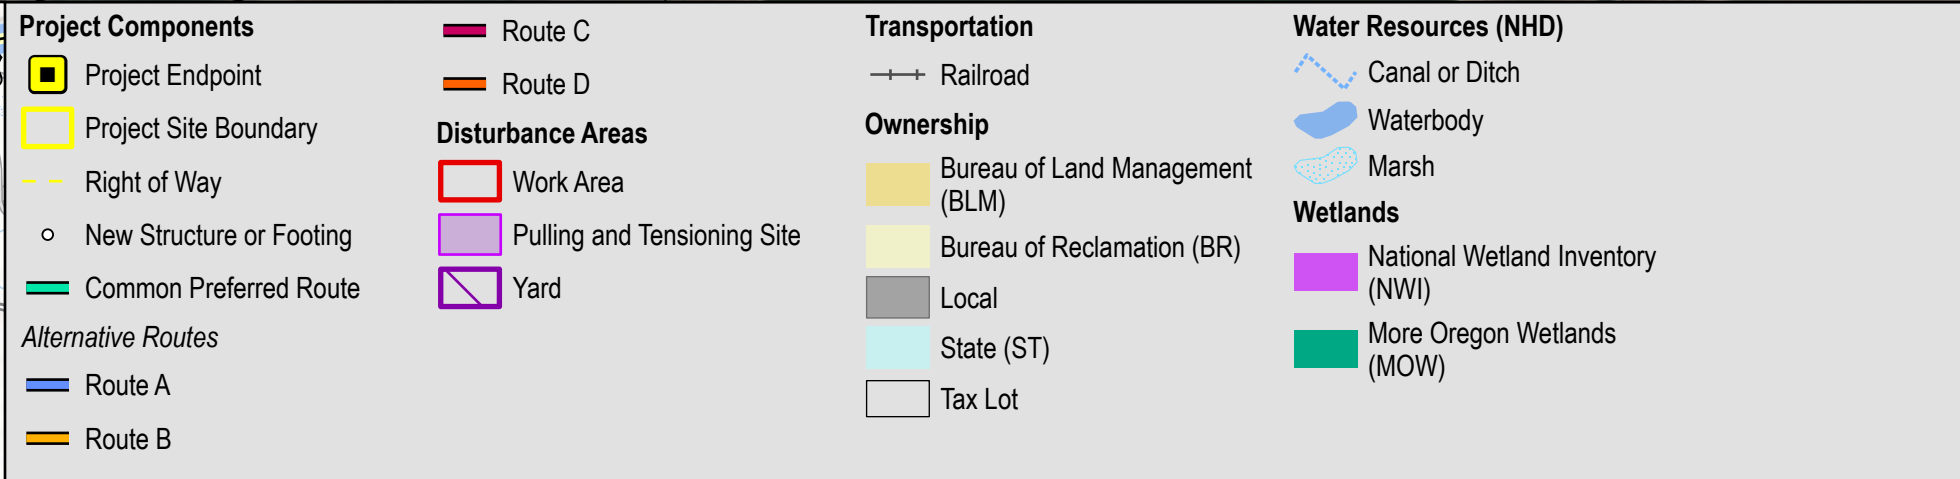 Project Components
Project Endpoint
Project Site Boundary
Right of Way
New Structure or Footing
Common Preferred Route
Alternative Routes
Route A
Route B
Route C
Route D
Disturbance Areas
Work Area
Pulling and Tensioning Site
Yard
Transportation
Railroad
Ownership
Bureau of Land Management
(BLM)
Bureau of Reclamation (BR)
Local
State (ST)
Tax Lot
Water Resources (NHD)
Canal or Ditch
Waterbody
Marsh
Wetlands
National Wetland Inventory
(NWI)
More Oregon Wetlands
(MOW)